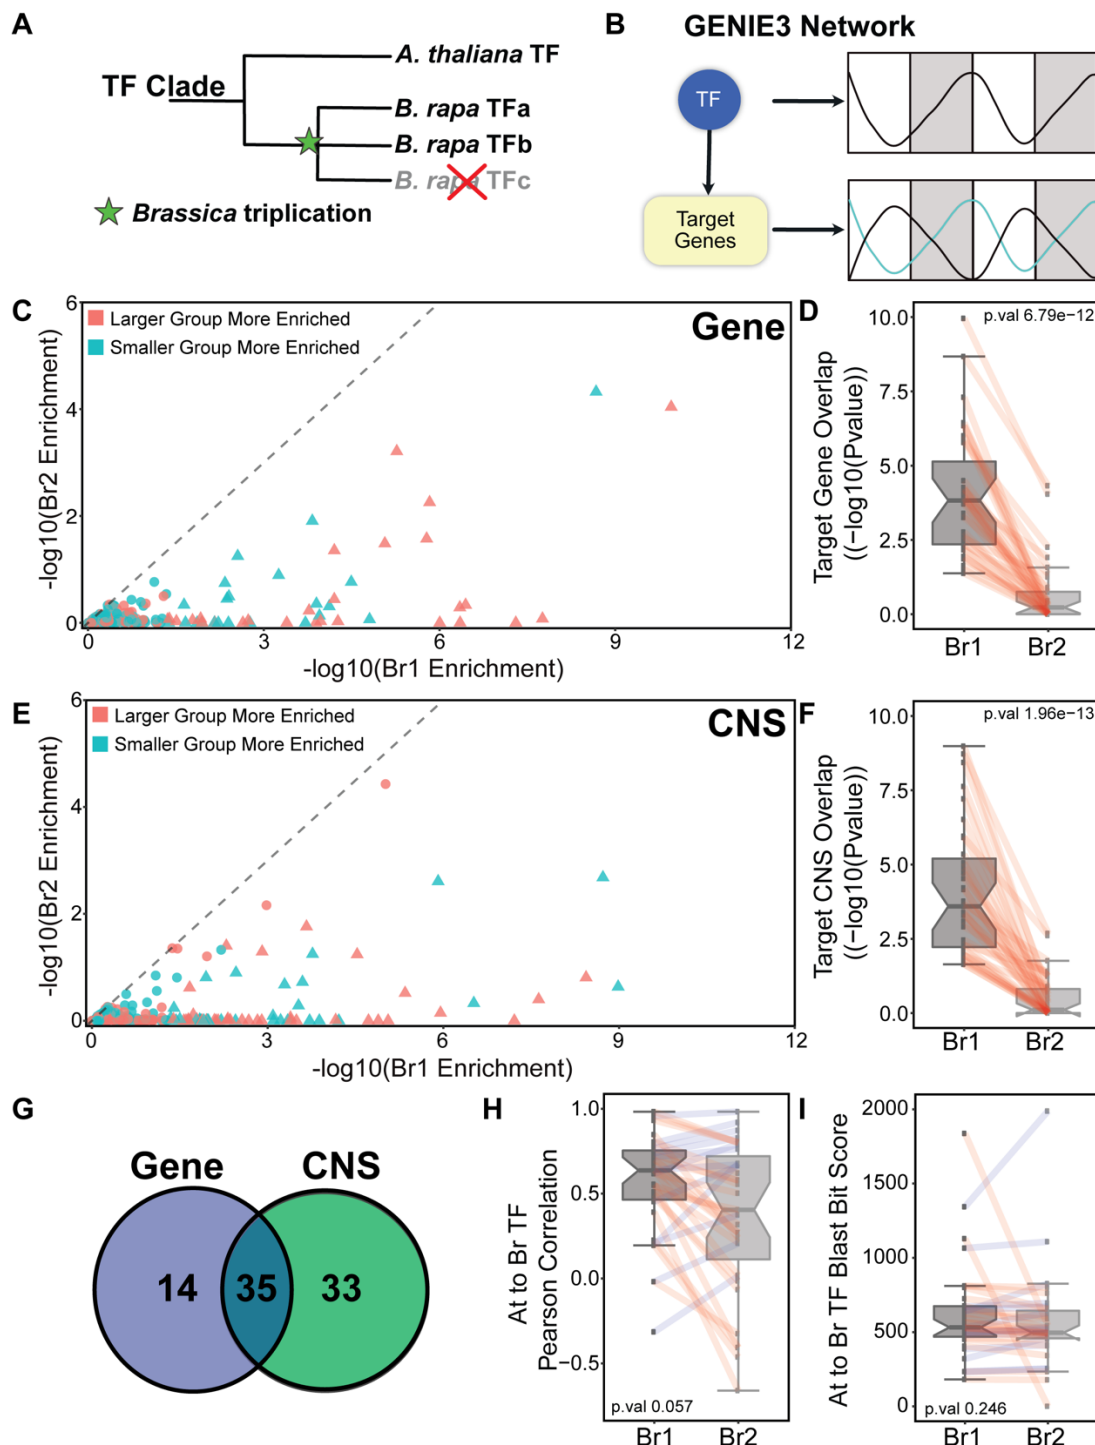 A
A. thaliana TF
TF Clade
B. rapa TFa
B. rapa TFb
B. rapa TFc
Brassica triplication
B
GENIE3 Network
TF
Target
Genes
C
6
4
2
0
-log10(Br2 Enrichment)
Larger Group More Enriched
Smaller Group More Enriched
Gene
0
3
6
9
12
-log10(Br1 Enrichment)
D
p.val 6.79e−12
10.0
7.5
5.0
2.5
0.0
Target Gene Overlap
((−log10(Pvalue))
Br1
Br2
E
6
4
2
0
-log10(Br2 Enrichment)
Larger Group More Enriched
Smaller Group More Enriched
CNS
0
3
6
9
12
-log10(Br1 Enrichment)
F
p.val 1.96e−13
10.0
7.5
5.0
2.5
0.0
Target CNS Overlap
((−log10(Pvalue))
Br1
Br2
G
Gene
CNS
14
35
33
H
1.0
0.5
0.0
−0.5
At to Br TF
Pearson Correlation
p.val 0.057
Br1
Br2
I
2000
1500
1000
500
0
At to Br TF Blast Bit Score
p.val 0.246
Br1
Br2